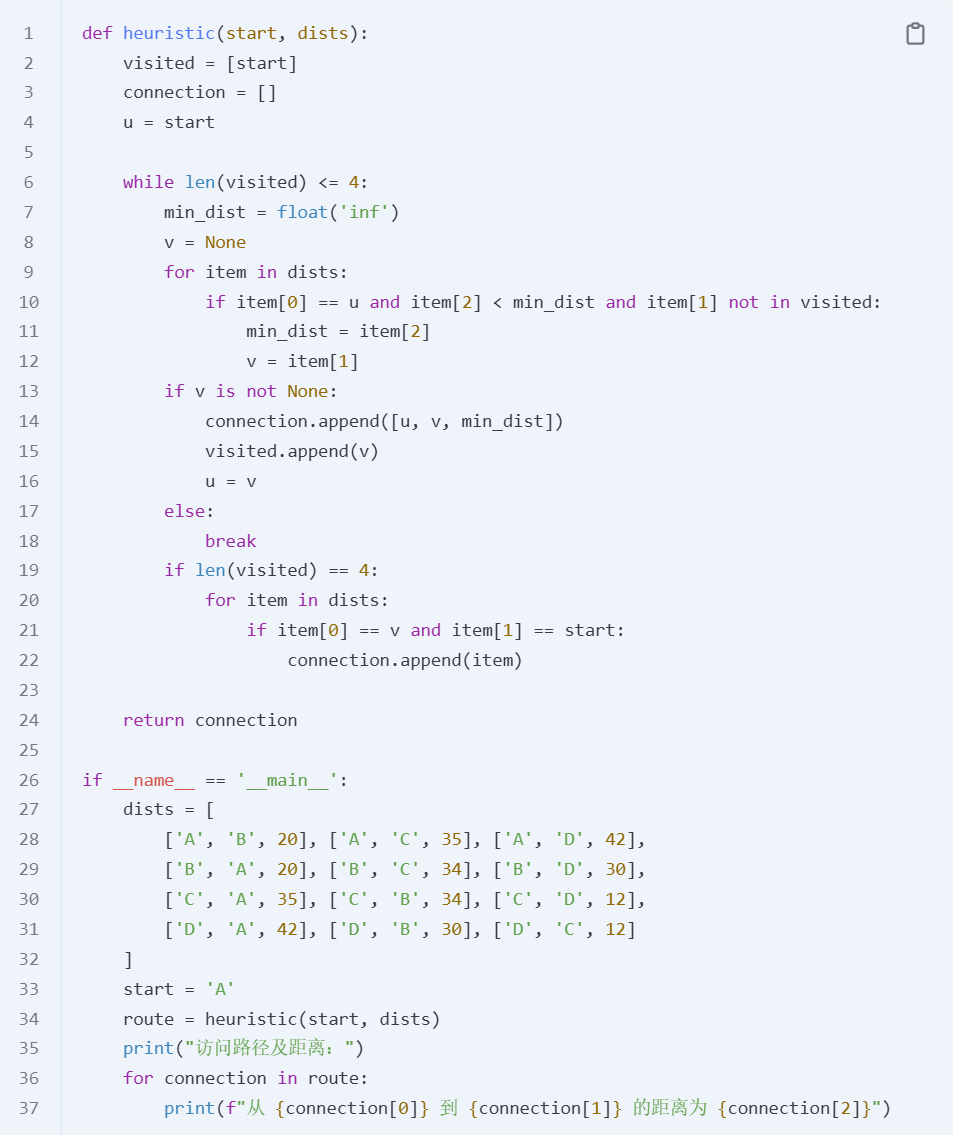 1 def heuristic(start, dists):
2     visited = [start]
3     connection = []
4     u = start
5
6     while len(visited) <= 4:
7         min_dist = float('inf')
8         v = None
9         for item in dists:
10             if item[0] == u and item[2] < min_dist and item[1] not in visited:
11                 min_dist = item[2]
12                 v = item[1]
13         if v is not None:
14             connection.append([u, v, min_dist])
15             visited.append(v)
16             u = v
17         else:
18             break
19         if len(visited) == 4:
20             for item in dists:
21                 if item[0] == v and item[1] == start:
22                     connection.append(item)
23
24     return connection
25
26 if __name__ == '__main__':
27     dists = [
28         ['A', 'B', 20], ['A', 'C', 35], ['A', 'D', 42],
29         ['B', 'A', 20], ['B', 'C', 34], ['B', 'D', 30],
30         ['C', 'A', 35], ['C', 'B', 34], ['C', 'D', 12],
31         ['D', 'A', 42], ['D', 'B', 30], ['D', 'C', 12]
32     ]
33     start = 'A'
34     route = heuristic(start, dists)
35     print("访问路径及距离：")
36     for connection in route:
37         print(f"从 {connection[0]} 到 {connection[1]} 的距离为 {connection[2]}")